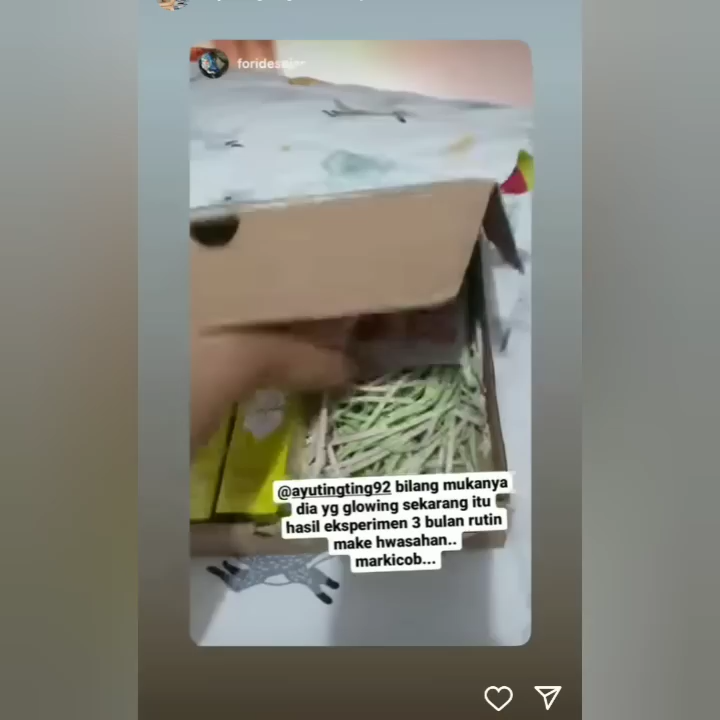 @ayutingting92 bilang mukanya
dia yg glowing sekarang itu
hasil eksperimen 3 bulan rutin
make hwasahan..
markicob...